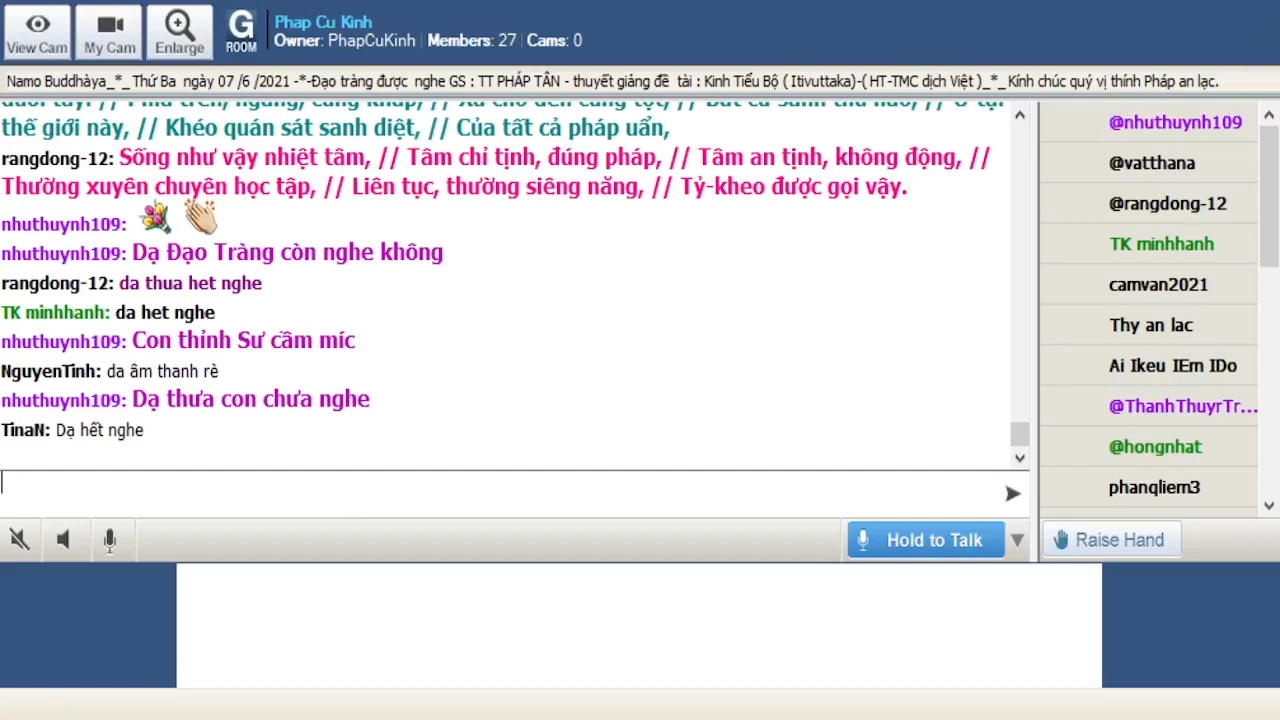 View Cam
My Cam
Enlarge
G
ROOM
Phap Cu Kinh
Owner: PhapCuKinh | Members: 27 | Cams: 0
Namo Buddhàya_*_ Thứ Ba ngày 07 /6 /2021 -*-Đạo tràng được nghe GS : TT PHÁP TÂN - thuyết giảng đề tài : Kinh Tiểu Bộ ( Itivuttaka)-( HT-TMC dịch Việt )_*_ Kính chúc quý vị thính Pháp an lạc.
thế giới này, // Khéo quán sát sanh diệt, // Của tất cả pháp uẩn,
rangdong-12: Sống như vậy nhiệt tâm, // Tâm chỉ tịnh, đúng pháp, // Tâm an tịnh, không động, //
Thường xuyên chuyên học tập, // Liên tục, thường siêng năng, // Tỷ-kheo được gọi vậy.
nhuthuynh109:
nhuthuynh109: Dạ Đạo Tràng còn nghe không
rangdong-12: da thua het nghe
TK minhhanh: da het nghe
nhuthuynh109: Con thỉnh Sư cầm míc
NguyenTinh: da âm thanh rè
nhuthuynh109: Dạ thưa con chưa nghe
TinaN: Dạ hết nghe
@nhuthuynh109
@vatthana
@rangdong-12
TK minhhanh
camvan2021
Thy an lac
Ai Ikeu IEm IDo
@ThanhThuyrTr...
@hongnhat
phanqliem3
Hold to Talk
Raise Hand